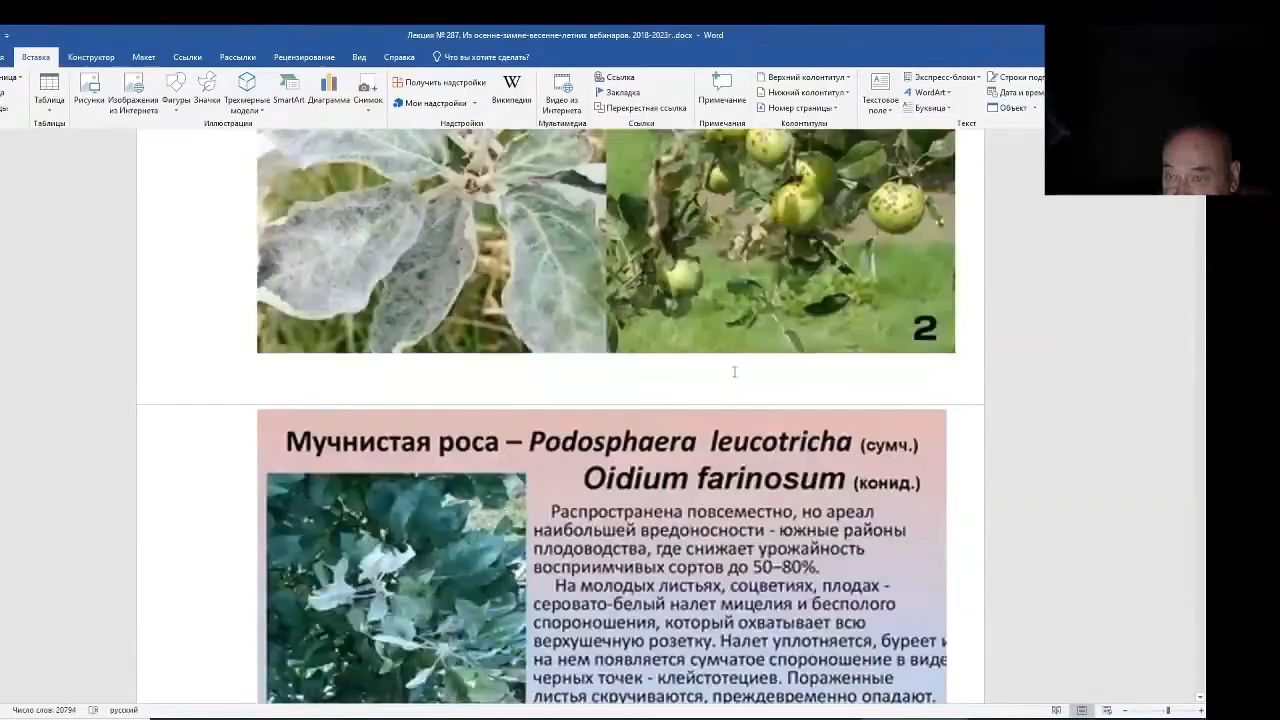 Лекция № 287. Из осенне-зимне-весенне-летних вебинаров. 2018-2023г..docx - Word
Вставка Конструктор Макет Ссылки Рассылки Рецензирование Вид Справка Что вы хотите сделать?
Таблица
Таблицы
Рисунки
Изображения из Интернета
Фигуры
Значки
Трехмерные модели
SmartArt
Диаграмма
Снимок
Иллюстрации
Получить надстройки
Мои надстройки
Википедия
Надстройки
Видео из Интернета
Мультимедиа
Ссылка
Закладка
Перекрестная ссылка
Ссылки
Примечание
Примечания
Верхний колонтитул
Нижний колонтитул
Номер страницы
Колонтитулы
Текстовое поле
Экспресс-блоки
WordArt
Буквица
Строки
Дата и
Объект
Текст
2
Мучнистая роса – Podosphaera leucotricha (сумч.)
Oidium farinosum (конид.)
Распространена повсеместно, но ареал
наибольшей вредоносности - южные районы
плодоводства, где снижает урожайность
восприимчивых сортов до 50–80%.
На молодых листьях, соцветиях, плодах -
серовато-белый налет мицелия и бесполого
спороношения, который охватывает всю
верхушечную розетку. Налет уплотняется, буреет и
на нем появляется сумчатое спороношение в виде
черных точек - клейстотециев. Пораженные
листья скручиваются, преждевременно опадают.
Число слов: 20794 русский